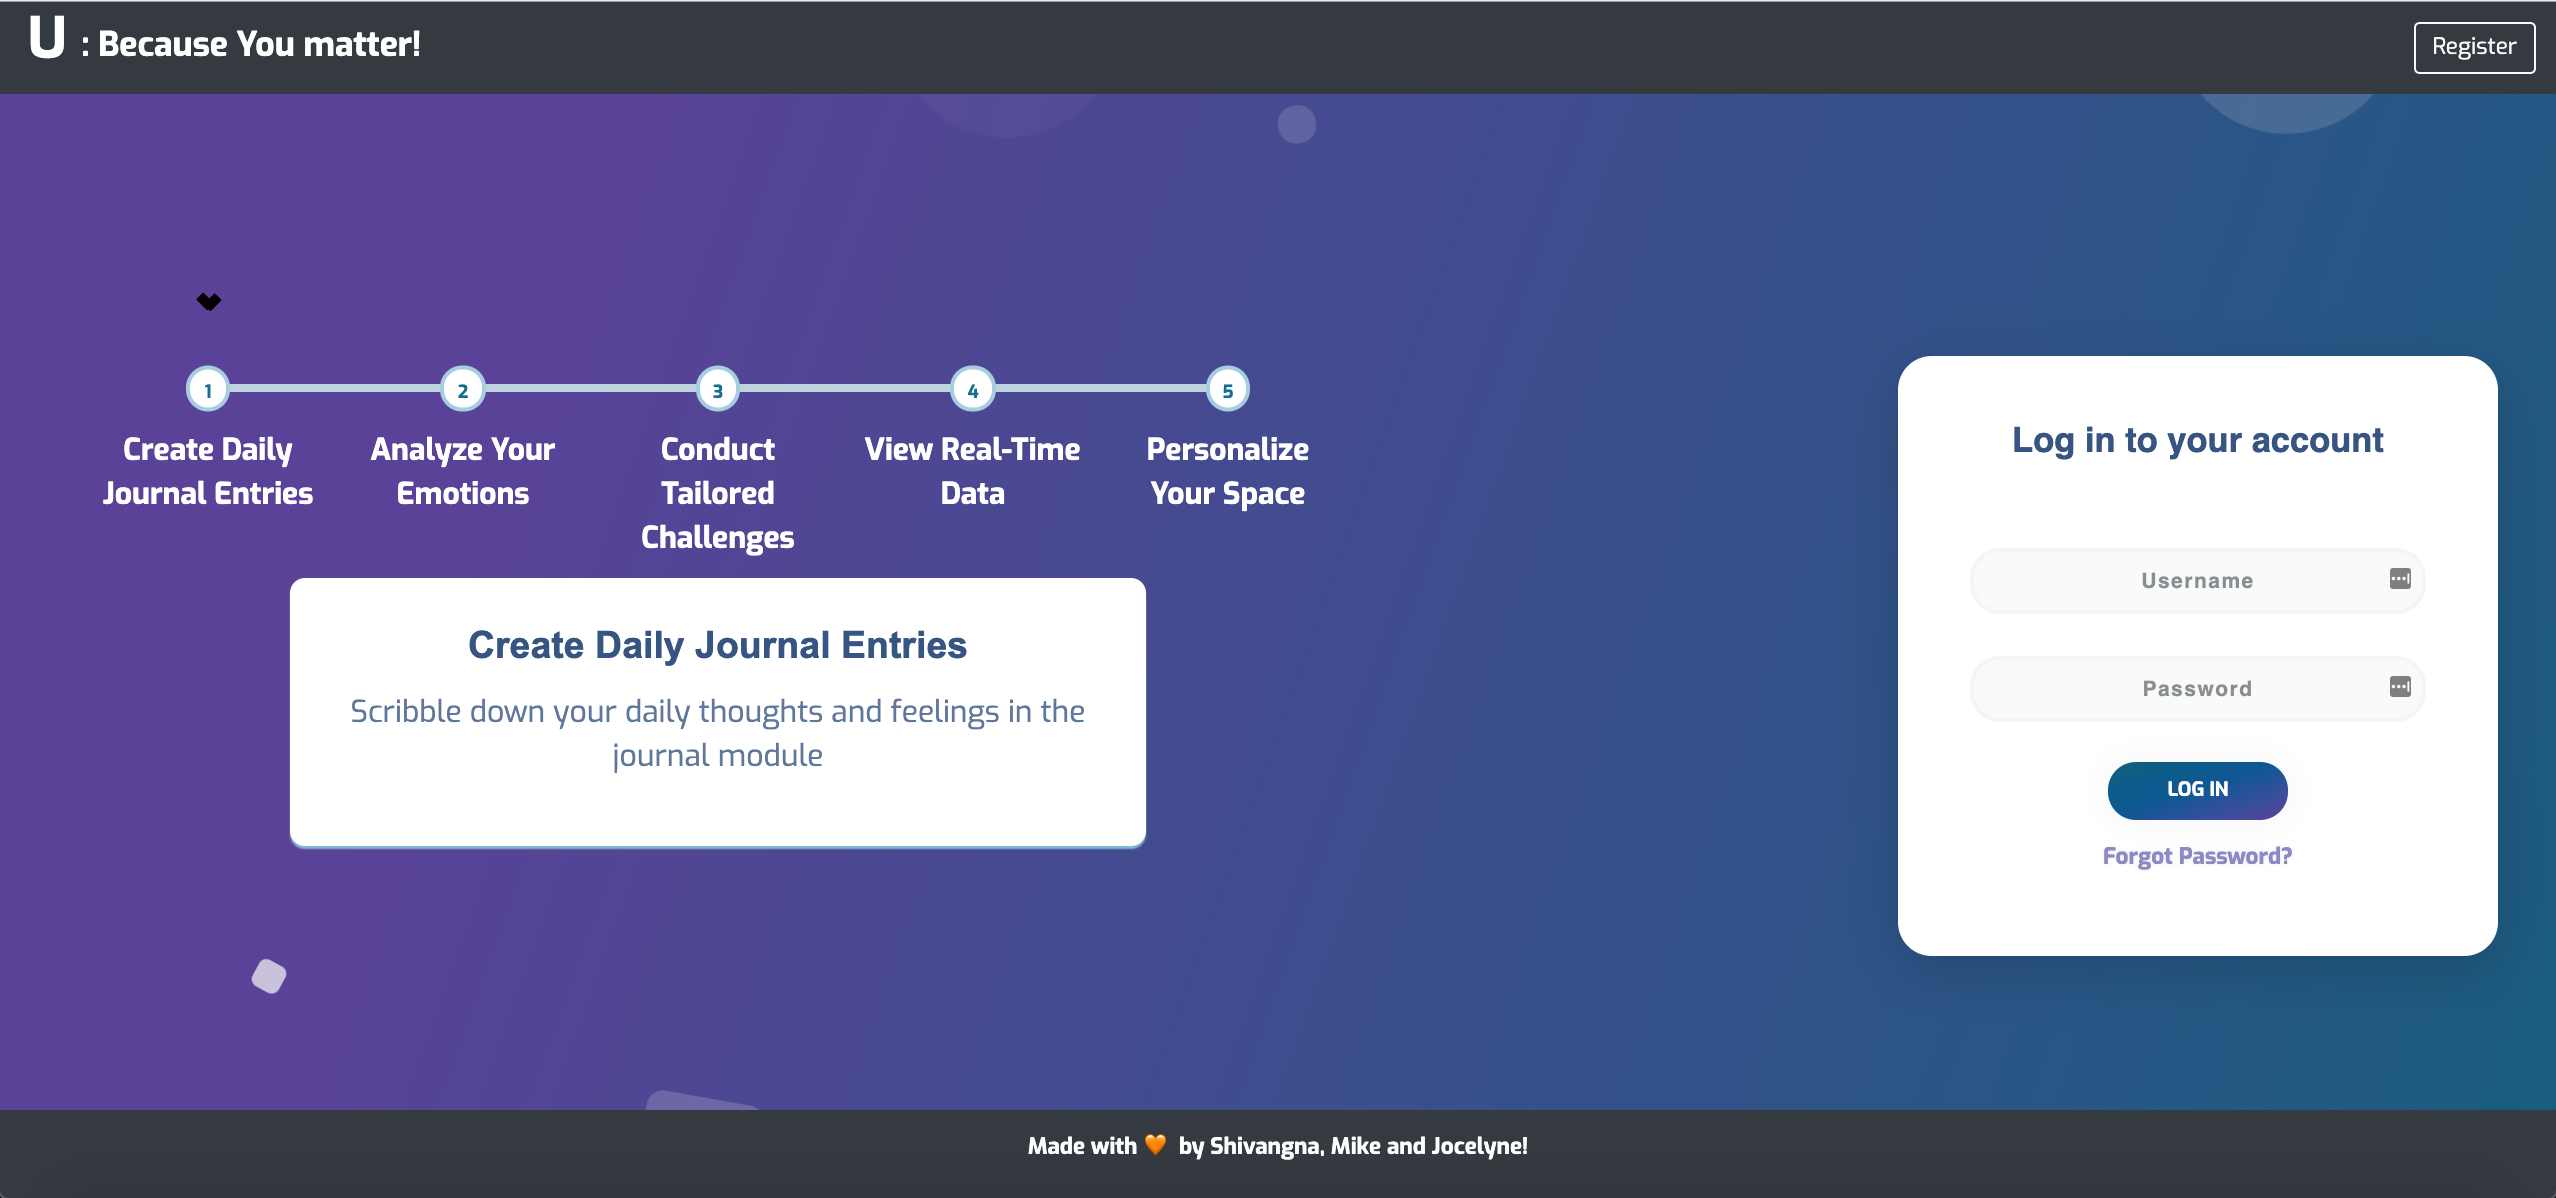 U : Because You matter!
Register
1
2
3
4
5
Create Daily
Journal Entries
Analyze Your
Emotions
Conduct
Tailored
Challenges
View Real-Time
Data
Personalize
Your Space
Create Daily Journal Entries
Scribble down your daily thoughts and feelings in the
journal module
Log in to your account
Username
Password
LOG IN
Forgot Password?
Made with 🧡 by Shivangna, Mike and Jocelyne!